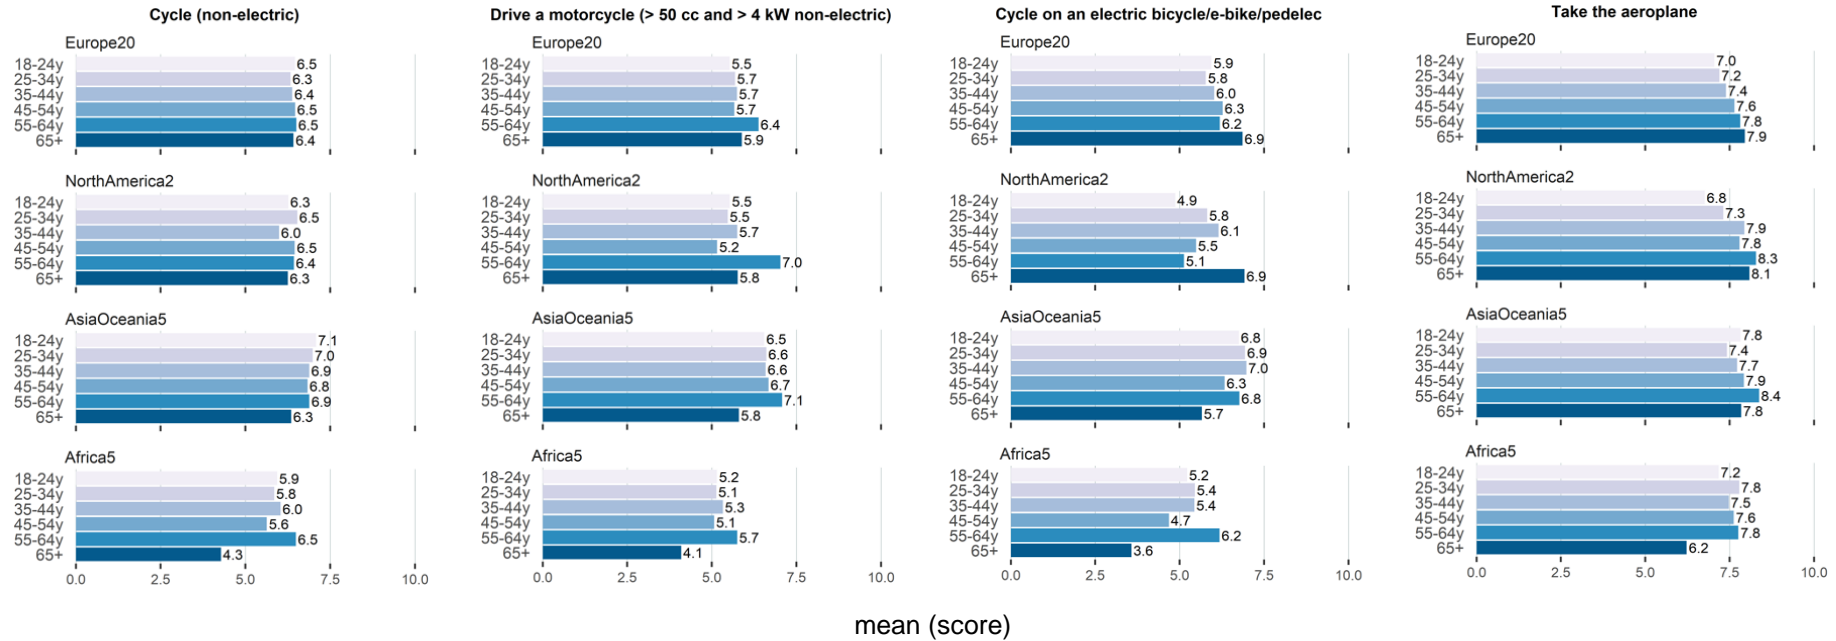 Cycle (non-electric)
Europe20
18-24y 6.5
25-34y 6.3
35-44y 6.4
45-54y 6.5
55-64y 6.5
65+ 6.4
NorthAmerica2
18-24y 6.3
25-34y 6.5
35-44y 6.0
45-54y 6.5
55-64y 6.4
65+ 6.3
AsiaOceania5
18-24y 7.1
25-34y 7.0
35-44y 6.9
45-54y 6.8
55-64y 6.9
65+ 6.3
Africa5
18-24y 5.9
25-34y 5.8
35-44y 6.0
45-54y 5.6
55-64y 6.5
65+ 4.3
0.0 2.5 5.0 7.5 10.0
Drive a motorcycle (> 50 cc and > 4 kW non-electric)
Europe20
18-24y 5.5
25-34y 5.7
35-44y 5.7
45-54y 5.7
55-64y 6.4
65+ 5.9
NorthAmerica2
18-24y 5.5
25-34y 5.5
35-44y 5.7
45-54y 5.2
55-64y 7.0
65+ 5.8
AsiaOceania5
18-24y 6.5
25-34y 6.6
35-44y 6.6
45-54y 6.7
55-64y 7.1
65+ 5.8
Africa5
18-24y 5.2
25-34y 5.1
35-44y 5.3
45-54y 5.1
55-64y 5.7
65+ 4.1
0.0 2.5 5.0 7.5 10.0
Cycle on an electric bicycle/e-bike/pedelec
Europe20
18-24y 5.9
25-34y 5.8
35-44y 6.0
45-54y 6.3
55-64y 6.2
65+ 6.9
NorthAmerica2
18-24y 4.9
25-34y 5.8
35-44y 6.1
45-54y 5.5
55-64y 5.1
65+ 6.9
AsiaOceania5
18-24y 6.8
25-34y 6.9
35-44y 7.0
45-54y 6.3
55-64y 6.8
65+ 5.7
Africa5
18-24y 5.2
25-34y 5.4
35-44y 5.4
45-54y 4.7
55-64y 6.2
65+ 3.6
0.0 2.5 5.0 7.5 10.0
Take the aeroplane
Europe20
18-24y 7.0
25-34y 7.2
35-44y 7.4
45-54y 7.6
55-64y 7.8
65+ 7.9
NorthAmerica2
18-24y 6.8
25-34y 7.3
35-44y 7.9
45-54y 7.8
55-64y 8.3
65+ 8.1
AsiaOceania5
18-24y 7.8
25-34y 7.4
35-44y 7.7
45-54y 7.9
55-64y 8.4
65+ 7.8
Africa5
18-24y 7.2
25-34y 7.8
35-44y 7.5
45-54y 7.6
55-64y 7.8
65+ 6.2
0.0 2.5 5.0 7.5 10.0
mean (score)